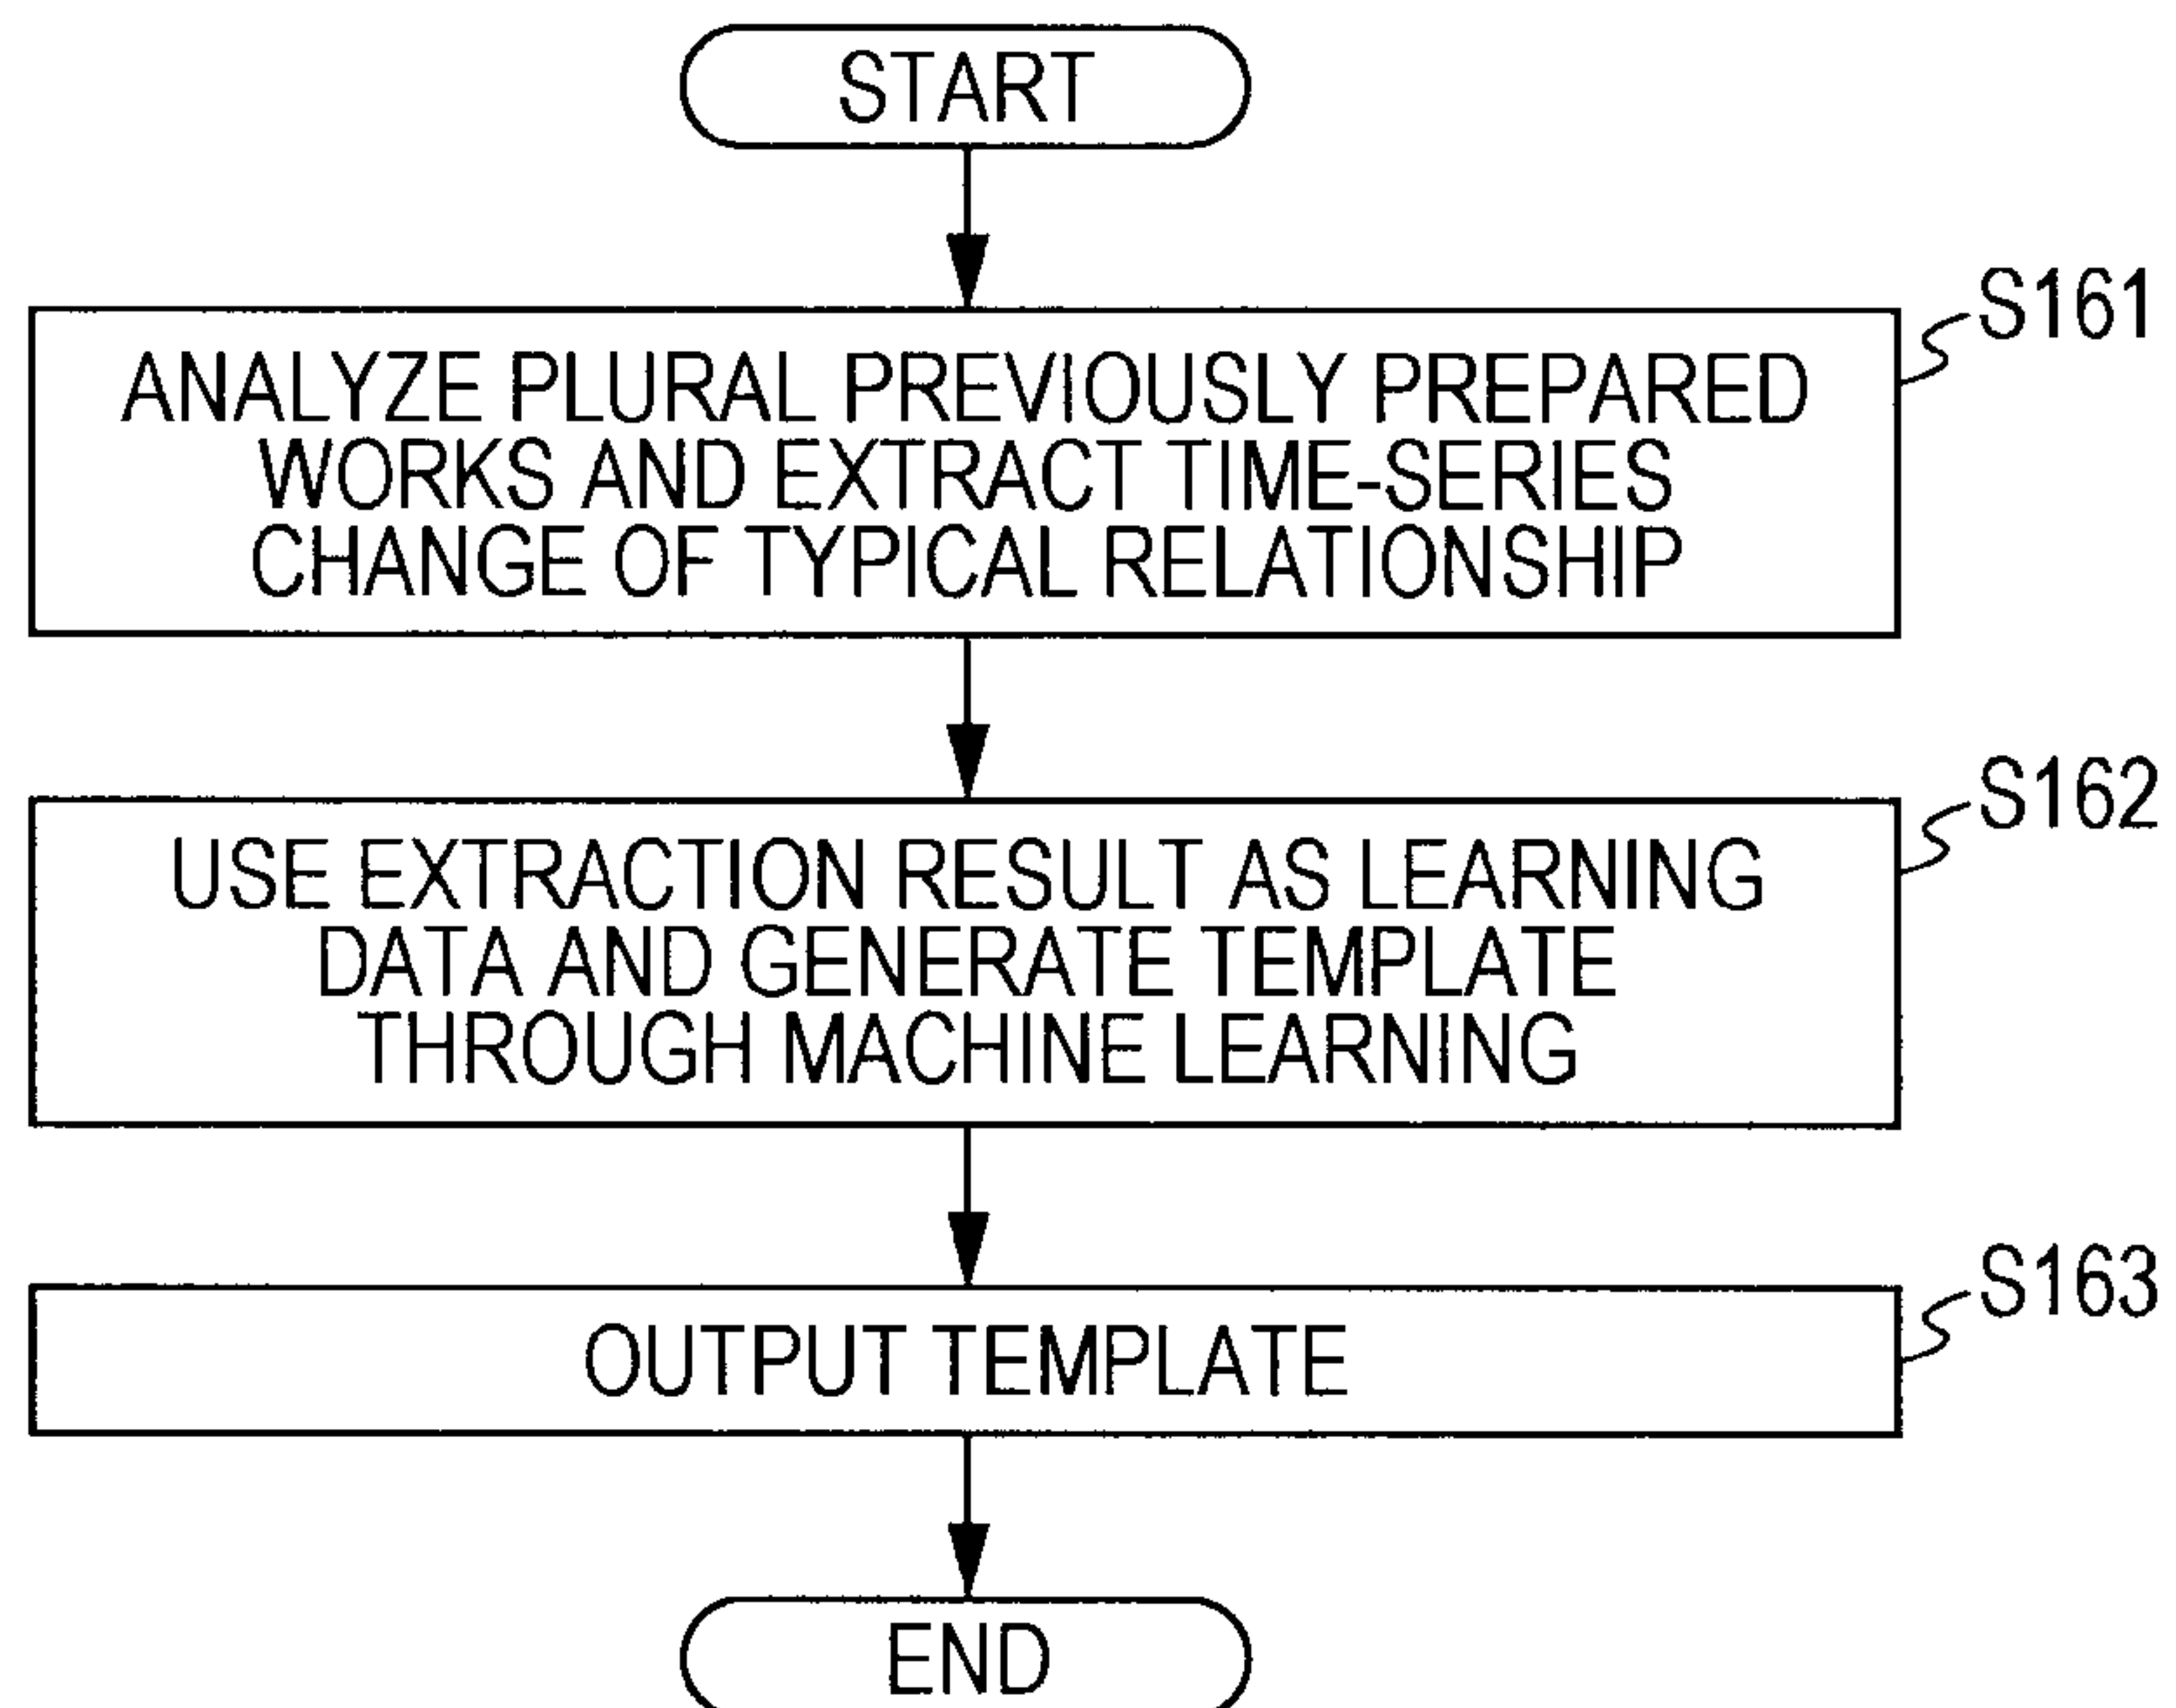 START
S161
ANALYZE PLURAL PREVIOUSLY PREPARED
WORKS AND EXTRACT TIME-SERIES
CHANGE OF TYPICAL RELATIONSHIP
S162
USE EXTRACTION RESULT AS LEARNING
DATA AND GENERATE TEMPLATE
THROUGH MACHINE LEARNING
S163
OUTPUT TEMPLATE
END